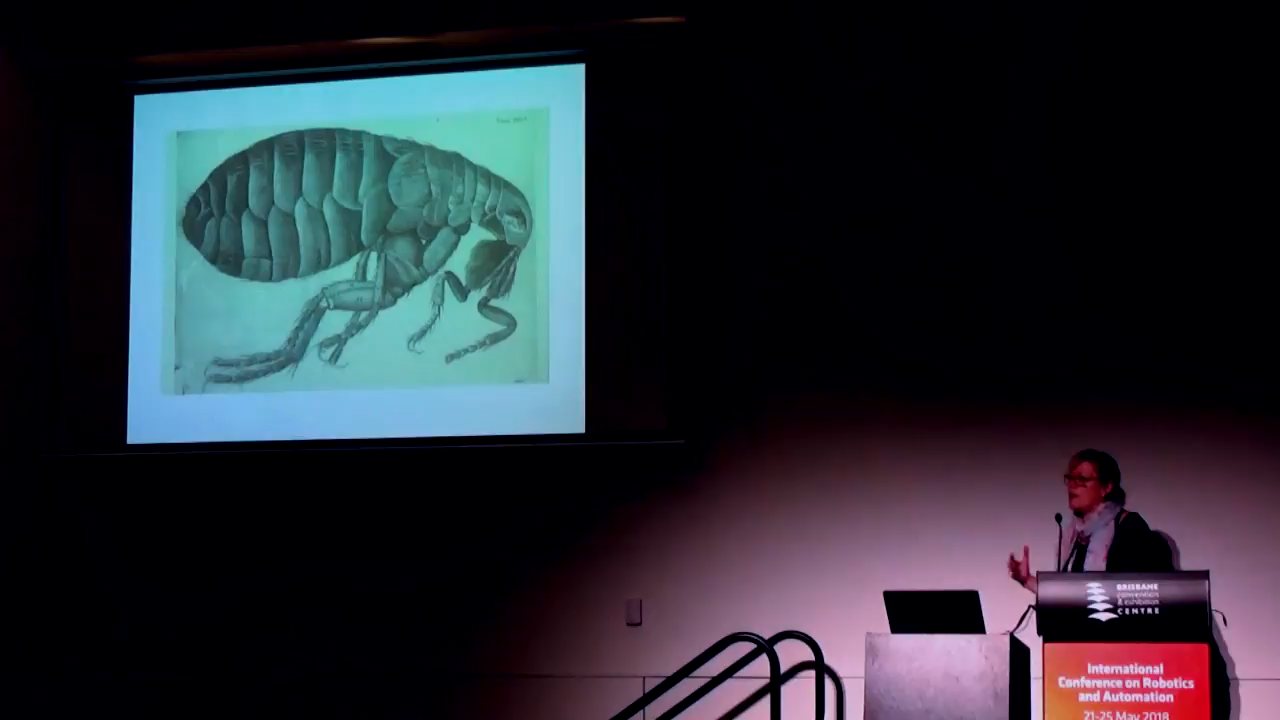 BRISBANE
convention
& exhibition
CENTRE
International
Conference on Robotics
and Automation
21-25 May 2018